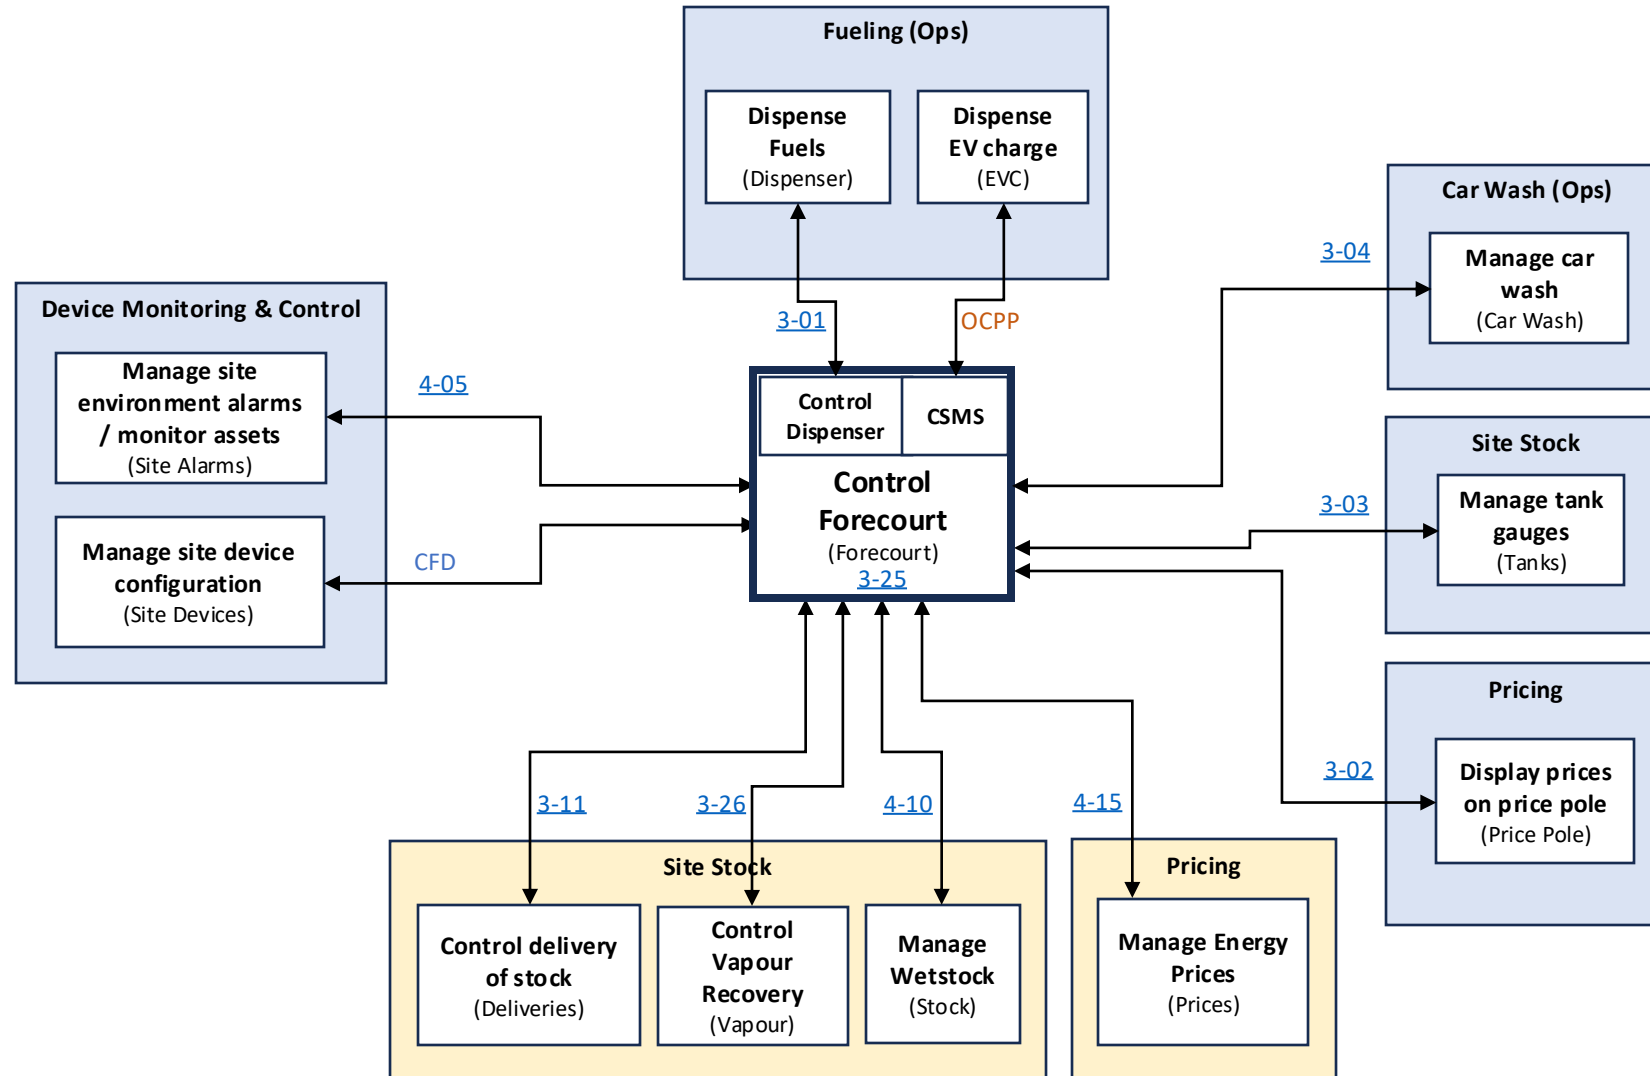 Fueling (Ops)
Dispense
Fuels
(Dispenser)
Dispense
EV charge
(EVC)
3-01
OCPP
Car Wash (Ops)
3-04
Manage car
wash
(Car Wash)
Device Monitoring & Control
Manage site
environment alarms
/ monitor assets
(Site Alarms)
4-05
Manage site device
configuration
(Site Devices)
CFD
Control
Dispenser
CSMS
Control
Forecourt
(Forecourt)
3-25
Site Stock
3-03
Manage tank
gauges
(Tanks)
Pricing
3-02
Display prices
on price pole
(Price Pole)
3-11
3-26
4-10
4-15
Site Stock
Control delivery
of stock
(Deliveries)
Control
Vapour
Recovery
(Vapour)
Manage
Wetstock
(Stock)
Pricing
Manage Energy
Prices
(Prices)